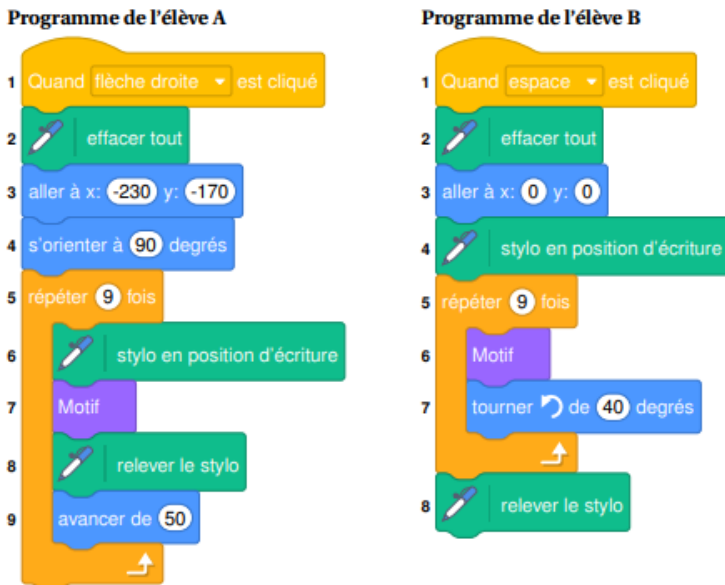 Programme de l'élève A
1 Quand flèche droite est cliqué
2 effacer tout
3 aller à x: -230 y: -170
4 s'orienter à 90 degrés
5 répéter 9 fois
6 stylo en position d'écriture
7 Motif
8 relever le stylo
9 avancer de 50
Programme de l'élève B
1 Quand espace est cliqué
2 effacer tout
3 aller à x: 0 y: 0
4 stylo en position d'écriture
5 répéter 9 fois
6 Motif
7 tourner de 40 degrés
8 relever le stylo